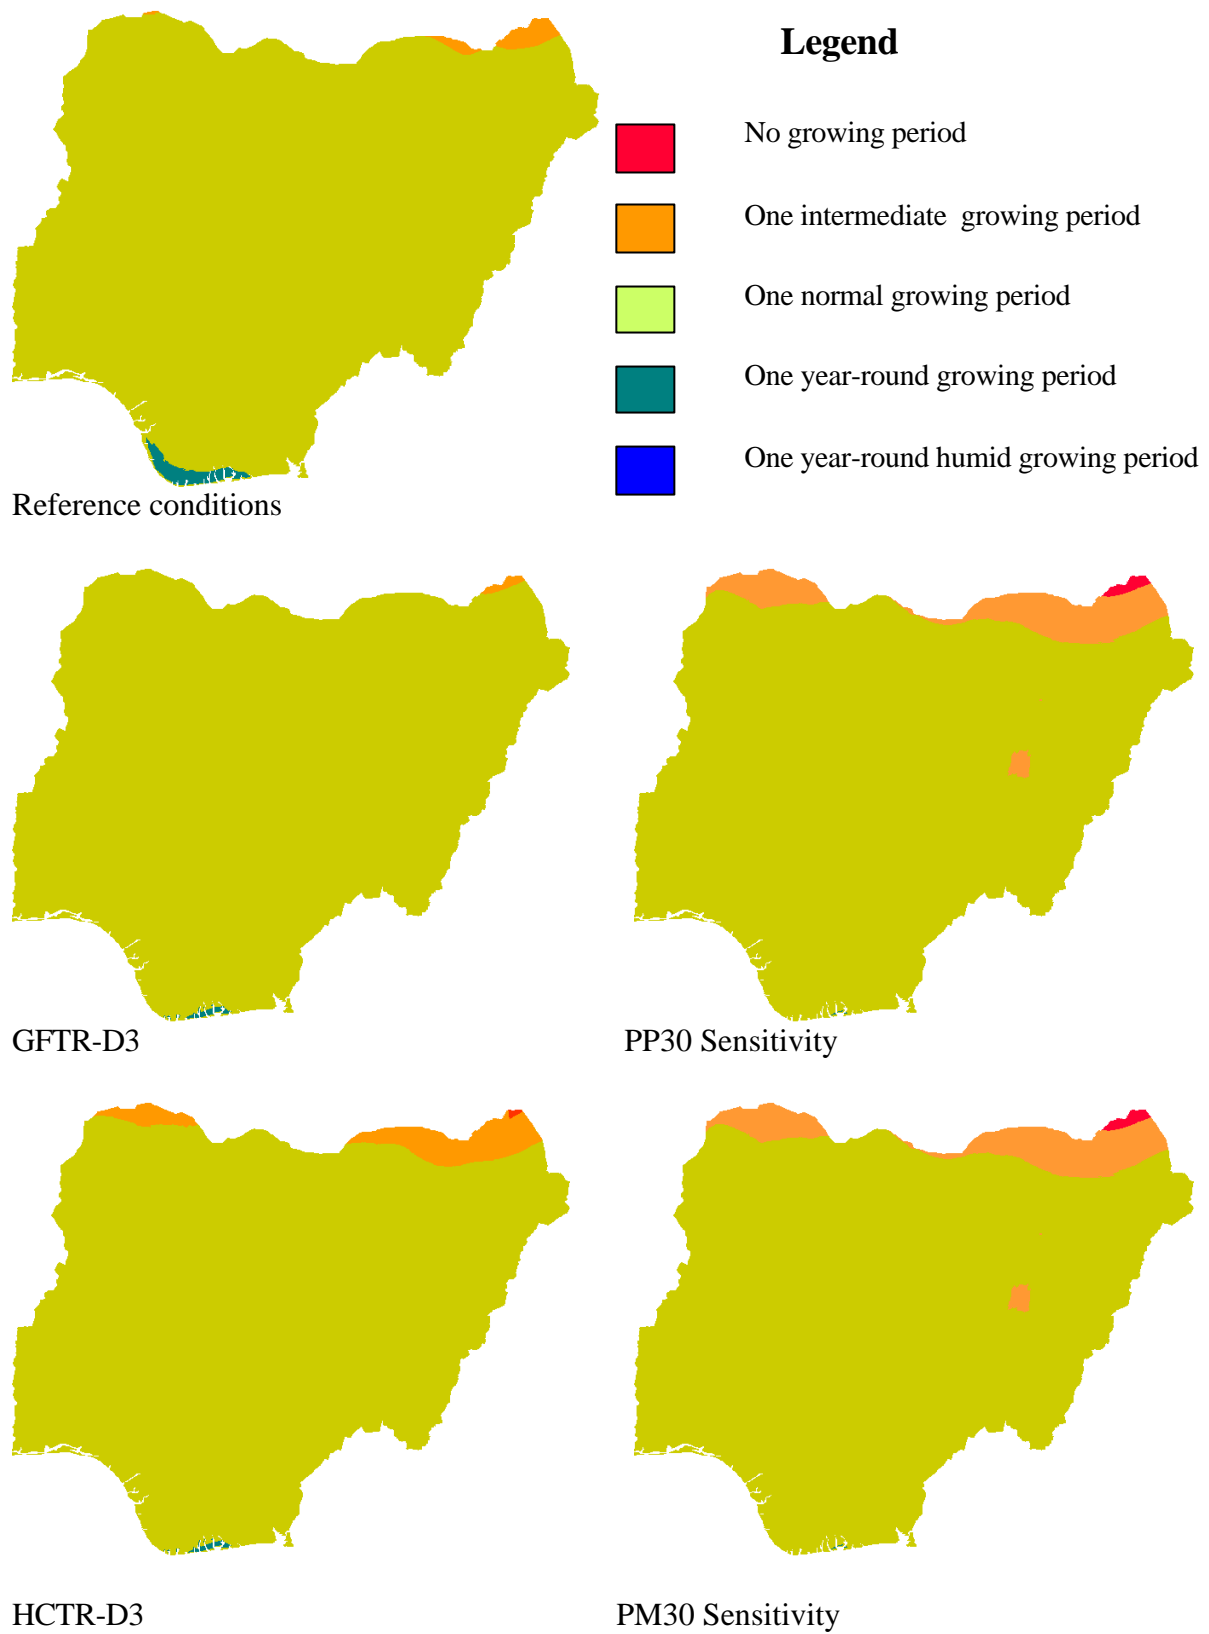 Legend
No growing period
One intermediate growing period
One normal growing period
One year-round growing period
One year-round humid growing period
Reference conditions
GFTR-D3
PP30 Sensitivity
HCTR-D3
PM30 Sensitivity